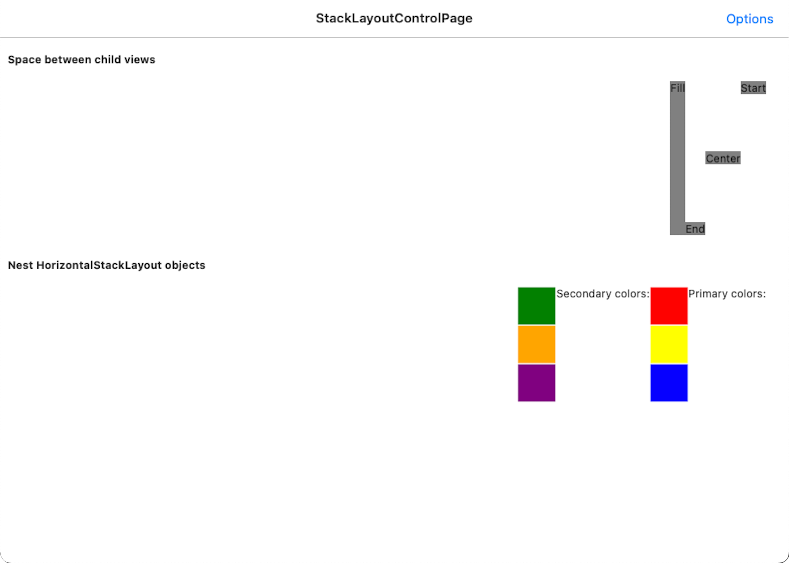 StackLayoutControlPage
Options
Space between child views
Fill
Start
Center
End
Nest HorizontalStackLayout objects
Secondary colors:
Primary colors: